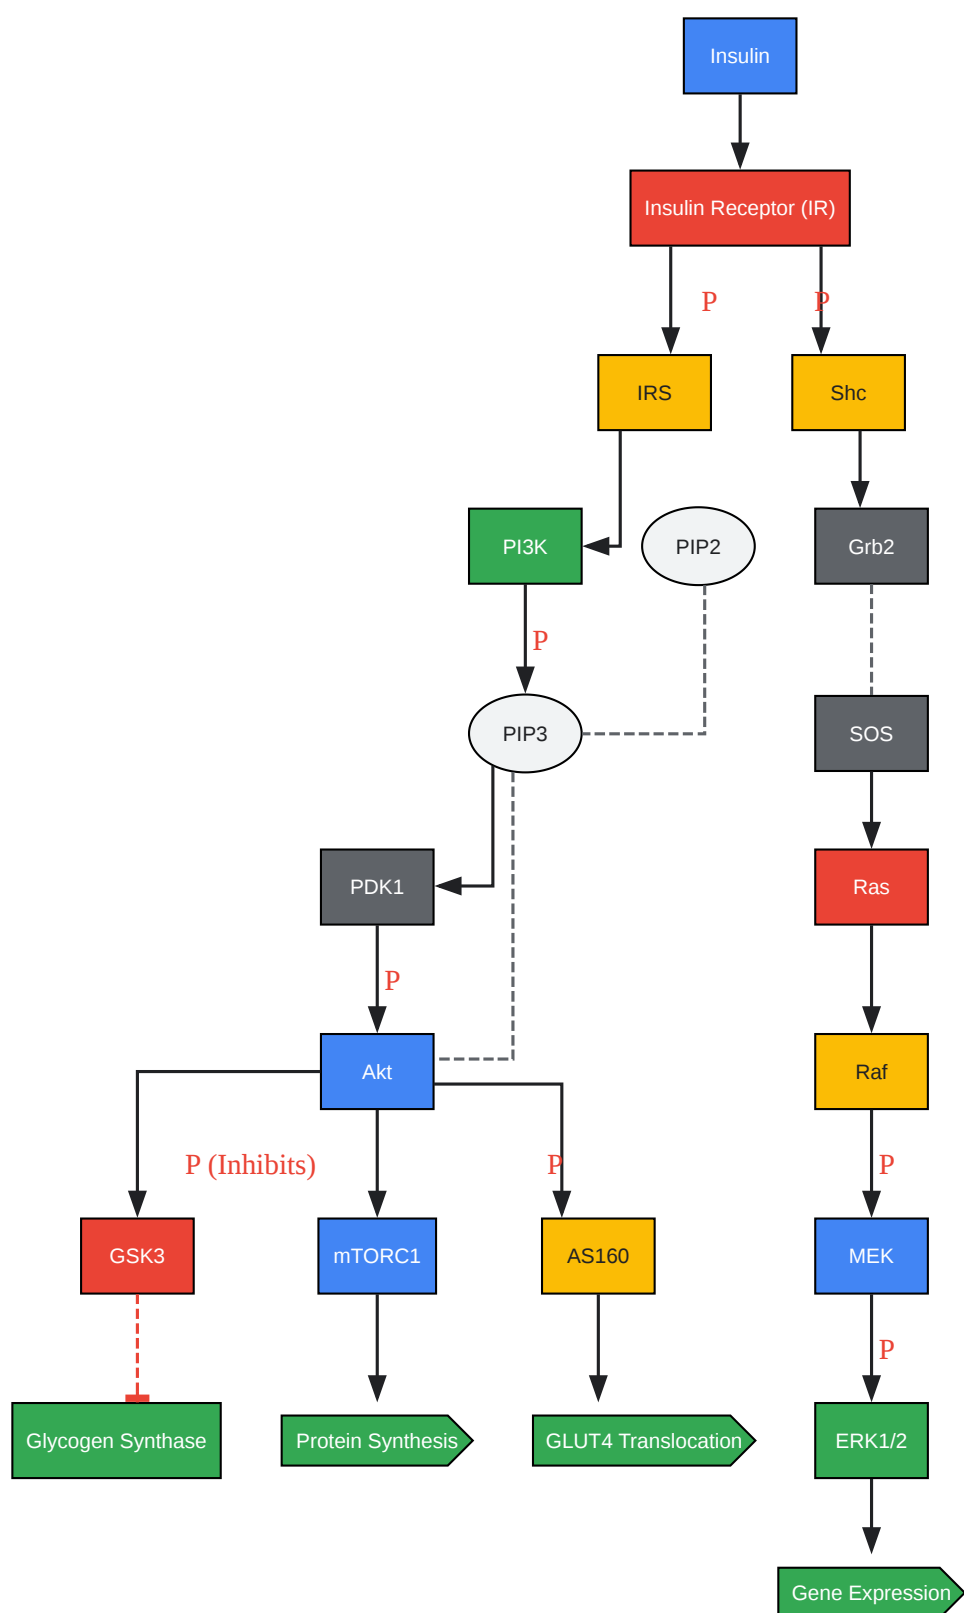 Insulin
Insulin Receptor (IR)
P
P
IRS
Shc
PI3K
PIP2
Grb2
P
PIP3
SOS
PDK1
Ras
P
Akt
Raf
P (Inhibits)
P
P
GSK3
mTORC1
AS160
MEK
P
Glycogen Synthase
Protein Synthesis
GLUT4 Translocation
ERK1/2
Gene Expression